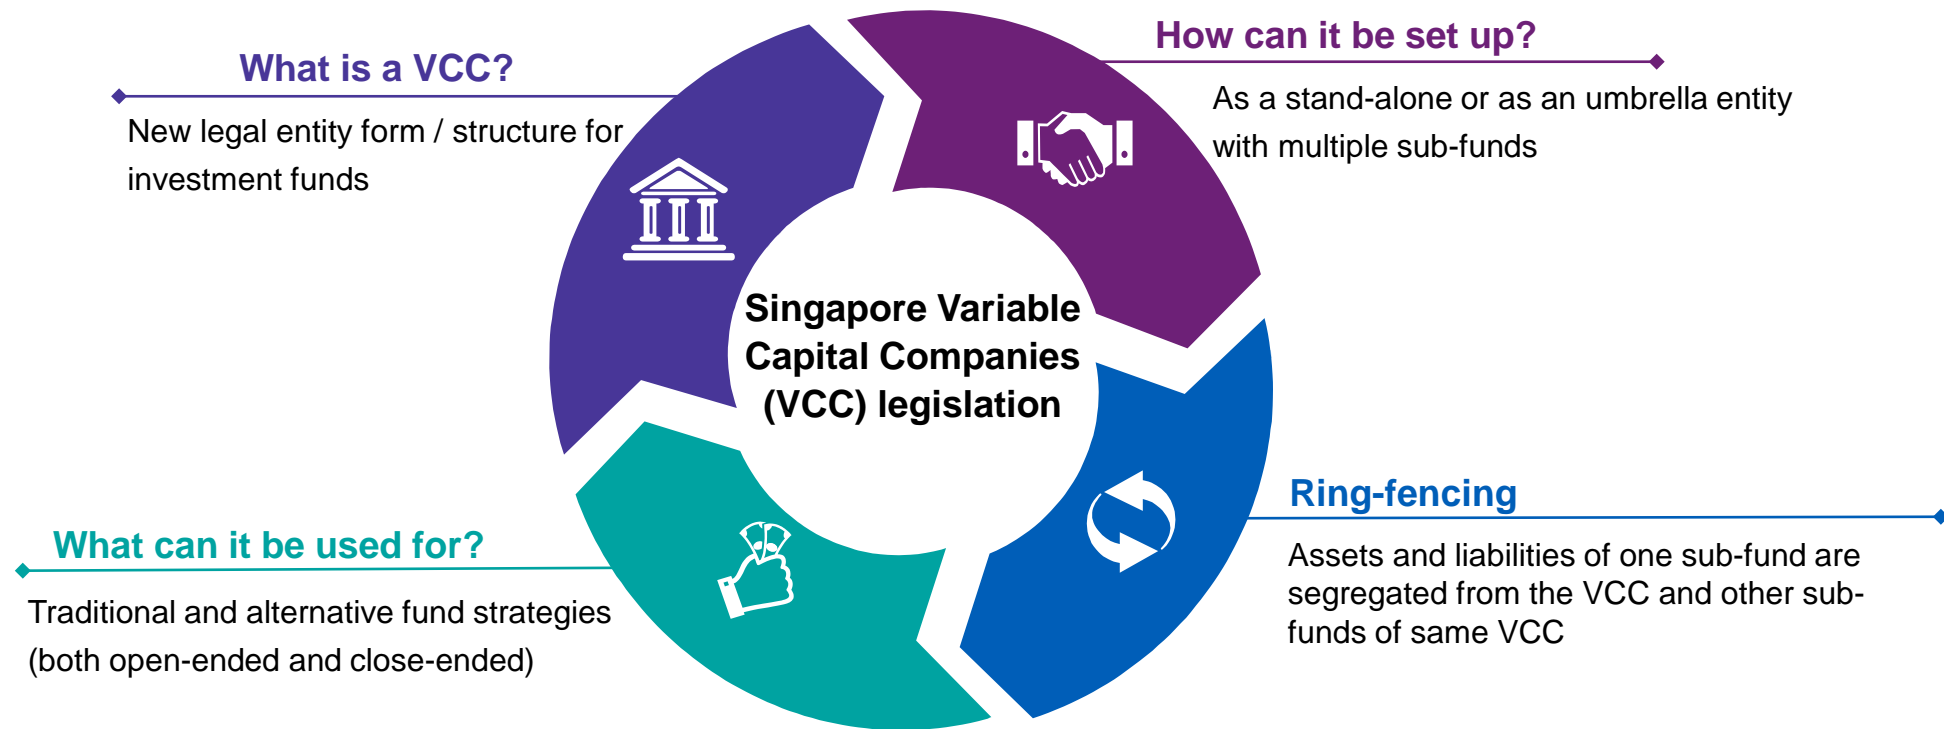 What is a VCC?
New legal entity form / structure for
investment funds
How can it be set up?
As a stand-alone or as an umbrella entity
with multiple sub-funds
Singapore Variable
Capital Companies
(VCC) legislation
Ring-fencing
Assets and liabilities of one sub-fund are
segregated from the VCC and other sub-
funds of same VCC
What can it be used for?
Traditional and alternative fund strategies
(both open-ended and close-ended)